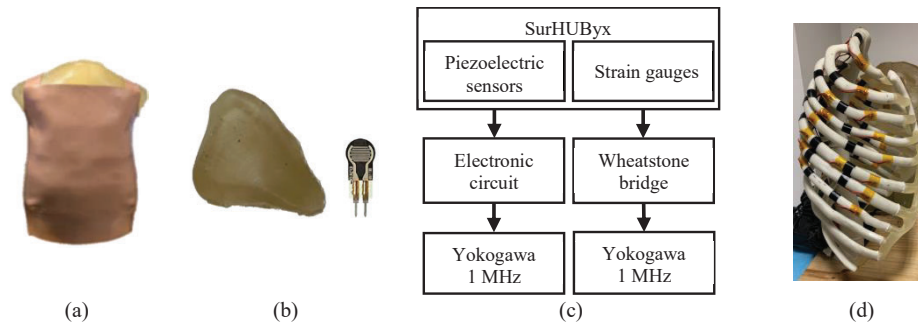 SurHUByx
Piezoelectric
sensors
Strain gauges
Electronic
circuit
Wheatstone
bridge
Yokogawa
1 MHz
Yokogawa
1 MHz
(a)
(b)
(c)
(d)